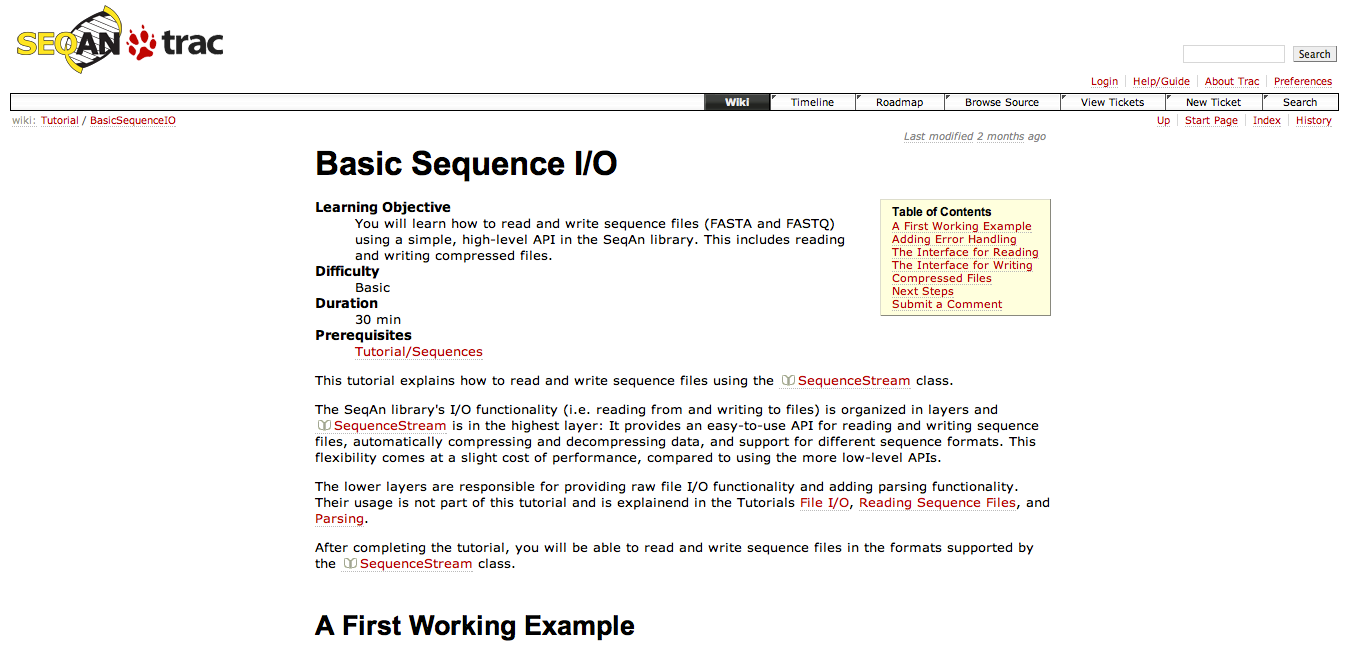 SEQAN trac
Search
Login Help/Guide About Trac Preferences
Wiki Timeline Roadmap Browse Source View Tickets New Ticket Search
wiki: Tutorial / BasicSequenceIO
Up Start Page Index History
Last modified 2 months ago
Basic Sequence I/O
Learning Objective
You will learn how to read and write sequence files (FASTA and FASTQ)
using a simple, high-level API in the SeqAn library. This includes reading
and writing compressed files.
Difficulty
Basic
Duration
30 min
Prerequisites
Tutorial/Sequences
Table of Contents
A First Working Example
Adding Error Handling
The Interface for Reading
The Interface for Writing
Compressed Files
Next Steps
Submit a Comment
This tutorial explains how to read and write sequence files using the SequenceStream class.
The SeqAn library's I/O functionality (i.e. reading from and writing to files) is organized in layers and
SequenceStream is in the highest layer: It provides an easy-to-use API for reading and writing sequence
files, automatically compressing and decompressing data, and support for different sequence formats. This
flexibility comes at a slight cost of performance, compared to using the more low-level APIs.
The lower layers are responsible for providing raw file I/O functionality and adding parsing functionality.
Their usage is not part of this tutorial and is explainend in the Tutorials File I/O, Reading Sequence Files, and
Parsing.
After completing the tutorial, you will be able to read and write sequence files in the formats supported by
the SequenceStream class.
A First Working Example